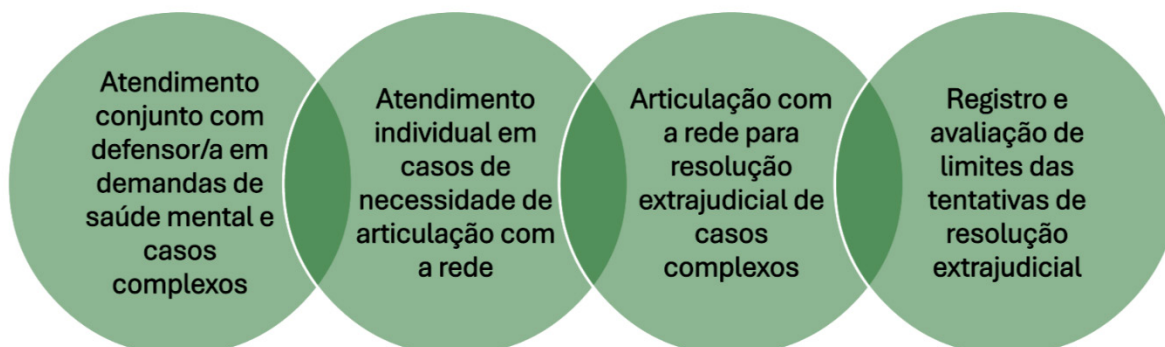 Atendimento
conjunto com
defensor/a em
demandas de
saúde mental e
casos
complexos
Atendimento
individual em
casos de
necessidade de
articulação com
a rede
Articulação com
a rede para
resolução
extrajudicial de
casos
complexos
Registro e
avaliação de
limites das
tentativas de
resolução
extrajudicial